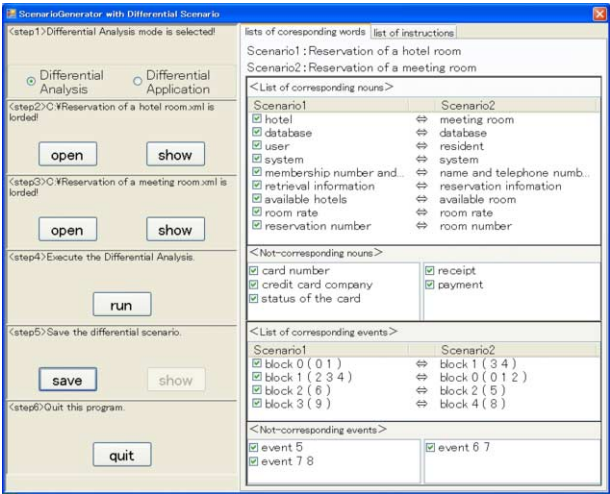 ScenarioGenerator with Differential Scenario
<step1>Differential Analysis mode is selected!
Differential Analysis
Differential Application
<step2>C:¥Reservation of a hotel room.xml is
lorded!
open show
<step3>C:¥Reservation of a meeting room.xml is
lorded!
open show
<step4>Execute the Differential Analysis.
run
<step5>Save the differential scenario.
save show
<step6>Quit this program.
quit
lists of coresponding words list of instructions
Scenario1:Reservation of a hotel room
Scenario2:Reservation of a meeting room
<List of corresponding nouns>
Scenario1 Scenario2
hotel ⇔ meeting room
database ⇔ database
user ⇔ resident
system ⇔ system
membership number and... ⇔ name and telephone numb...
retrieval information ⇔ reservation infomation
available hotels ⇔ available room
room rate ⇔ room rate
reservation number ⇔ room number
<Not-corresponding nouns>
card number receipt
credit card company payment
status of the card
<List of corresponding events>
Scenario1 Scenario2
block 0 ( 0 1 ) ⇔ block 1 ( 3 4 )
block 1 ( 2 3 4 ) ⇔ block 0 ( 0 1 2 )
block 2 ( 6 ) ⇔ block 2 ( 5 )
block 3 ( 9 ) ⇔ block 4 ( 8 )
<Not-corresponding events>
event 5 event 6 7
event 7 8